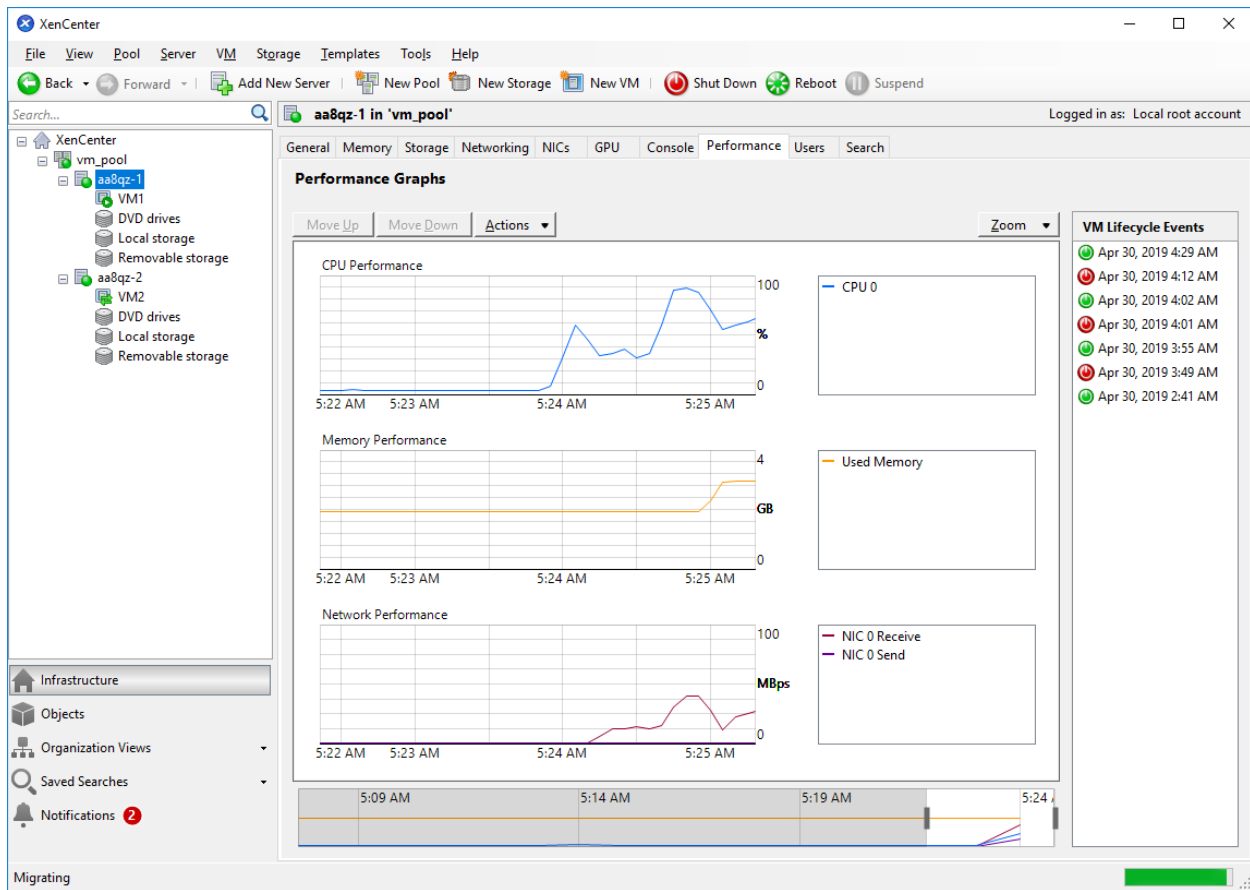 XenCenter
File View Pool Server VM Storage Templates Tools Help
Back Forward Add New Server New Pool New Storage New VM Shut Down Reboot Suspend
Search...
aa8qz-1 in 'vm_pool' Logged in as: Local root account
XenCenter
vm_pool
aa8qz-1
VM1
DVD drives
Local storage
Removable storage
aa8qz-2
VM2
DVD drives
Local storage
Removable storage
General Memory Storage Networking NICs GPU Console Performance Users Search
Performance Graphs
Move Up Move Down Actions Zoom
CPU Performance
100
%
0
5:22 AM 5:23 AM 5:24 AM 5:25 AM
CPU 0
Memory Performance
4
GB
0
5:22 AM 5:23 AM 5:24 AM 5:25 AM
Used Memory
Network Performance
100
MBps
0
5:22 AM 5:23 AM 5:24 AM 5:25 AM
NIC 0 Receive
NIC 0 Send
5:09 AM 5:14 AM 5:19 AM 5:24
VM Lifecycle Events
Apr 30, 2019 4:29 AM
Apr 30, 2019 4:12 AM
Apr 30, 2019 4:02 AM
Apr 30, 2019 4:01 AM
Apr 30, 2019 3:55 AM
Apr 30, 2019 3:49 AM
Apr 30, 2019 2:41 AM
Infrastructure
Objects
Organization Views
Saved Searches
Notifications 2
Migrating